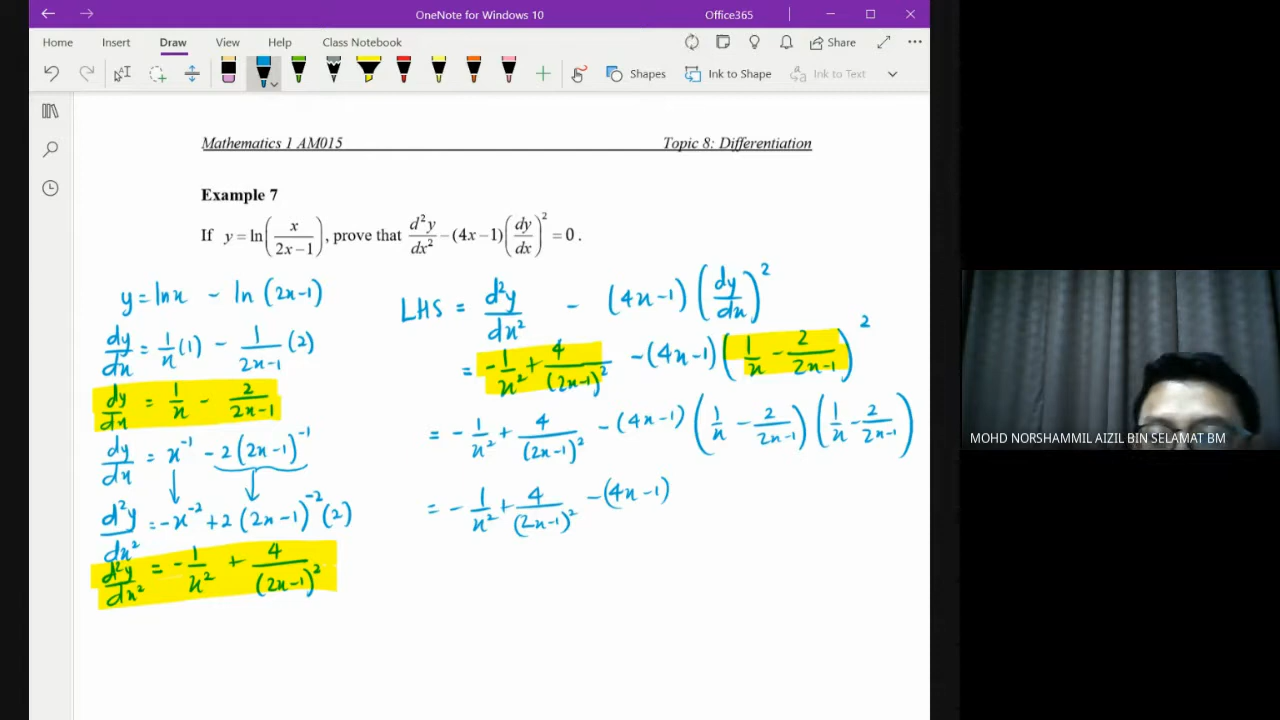 OneNote for Windows 10
Office365
Home Insert Draw View Help Class Notebook Share
Shapes Ink to Shape Ink to Text
Mathematics 1 AM015 Topic 8: Differentiation
Example 7
If y = ln(x/(2x−1)), prove that d²y/dx² − (4x−1)(dy/dx)² = 0.
y = ln x − ln (2x−1)
dy/dx = 1/x (1) − 1/(2x−1) (2)
dy/dx = 1/x − 2/(2x−1)
dy/dx = x⁻¹ − 2(2x−1)⁻¹
d²y/dx² = −x⁻² + 2(2x−1)⁻²(2)
d²y/dx² = −1/x² + 4/(2x−1)²
LHS = d²y/dx² − (4x−1)(dy/dx)²
= −1/x² + 4/(2x−1)² − (4x−1)(1/x − 2/(2x−1))²
= −1/x² + 4/(2x−1)² − (4x−1)(1/x − 2/(2x−1))(1/x − 2/(2x−1))
= −1/x² + 4/(2x−1)² − (4x−1)
MOHD NORSHAMMIL AIZIL BIN SELAMAT BM